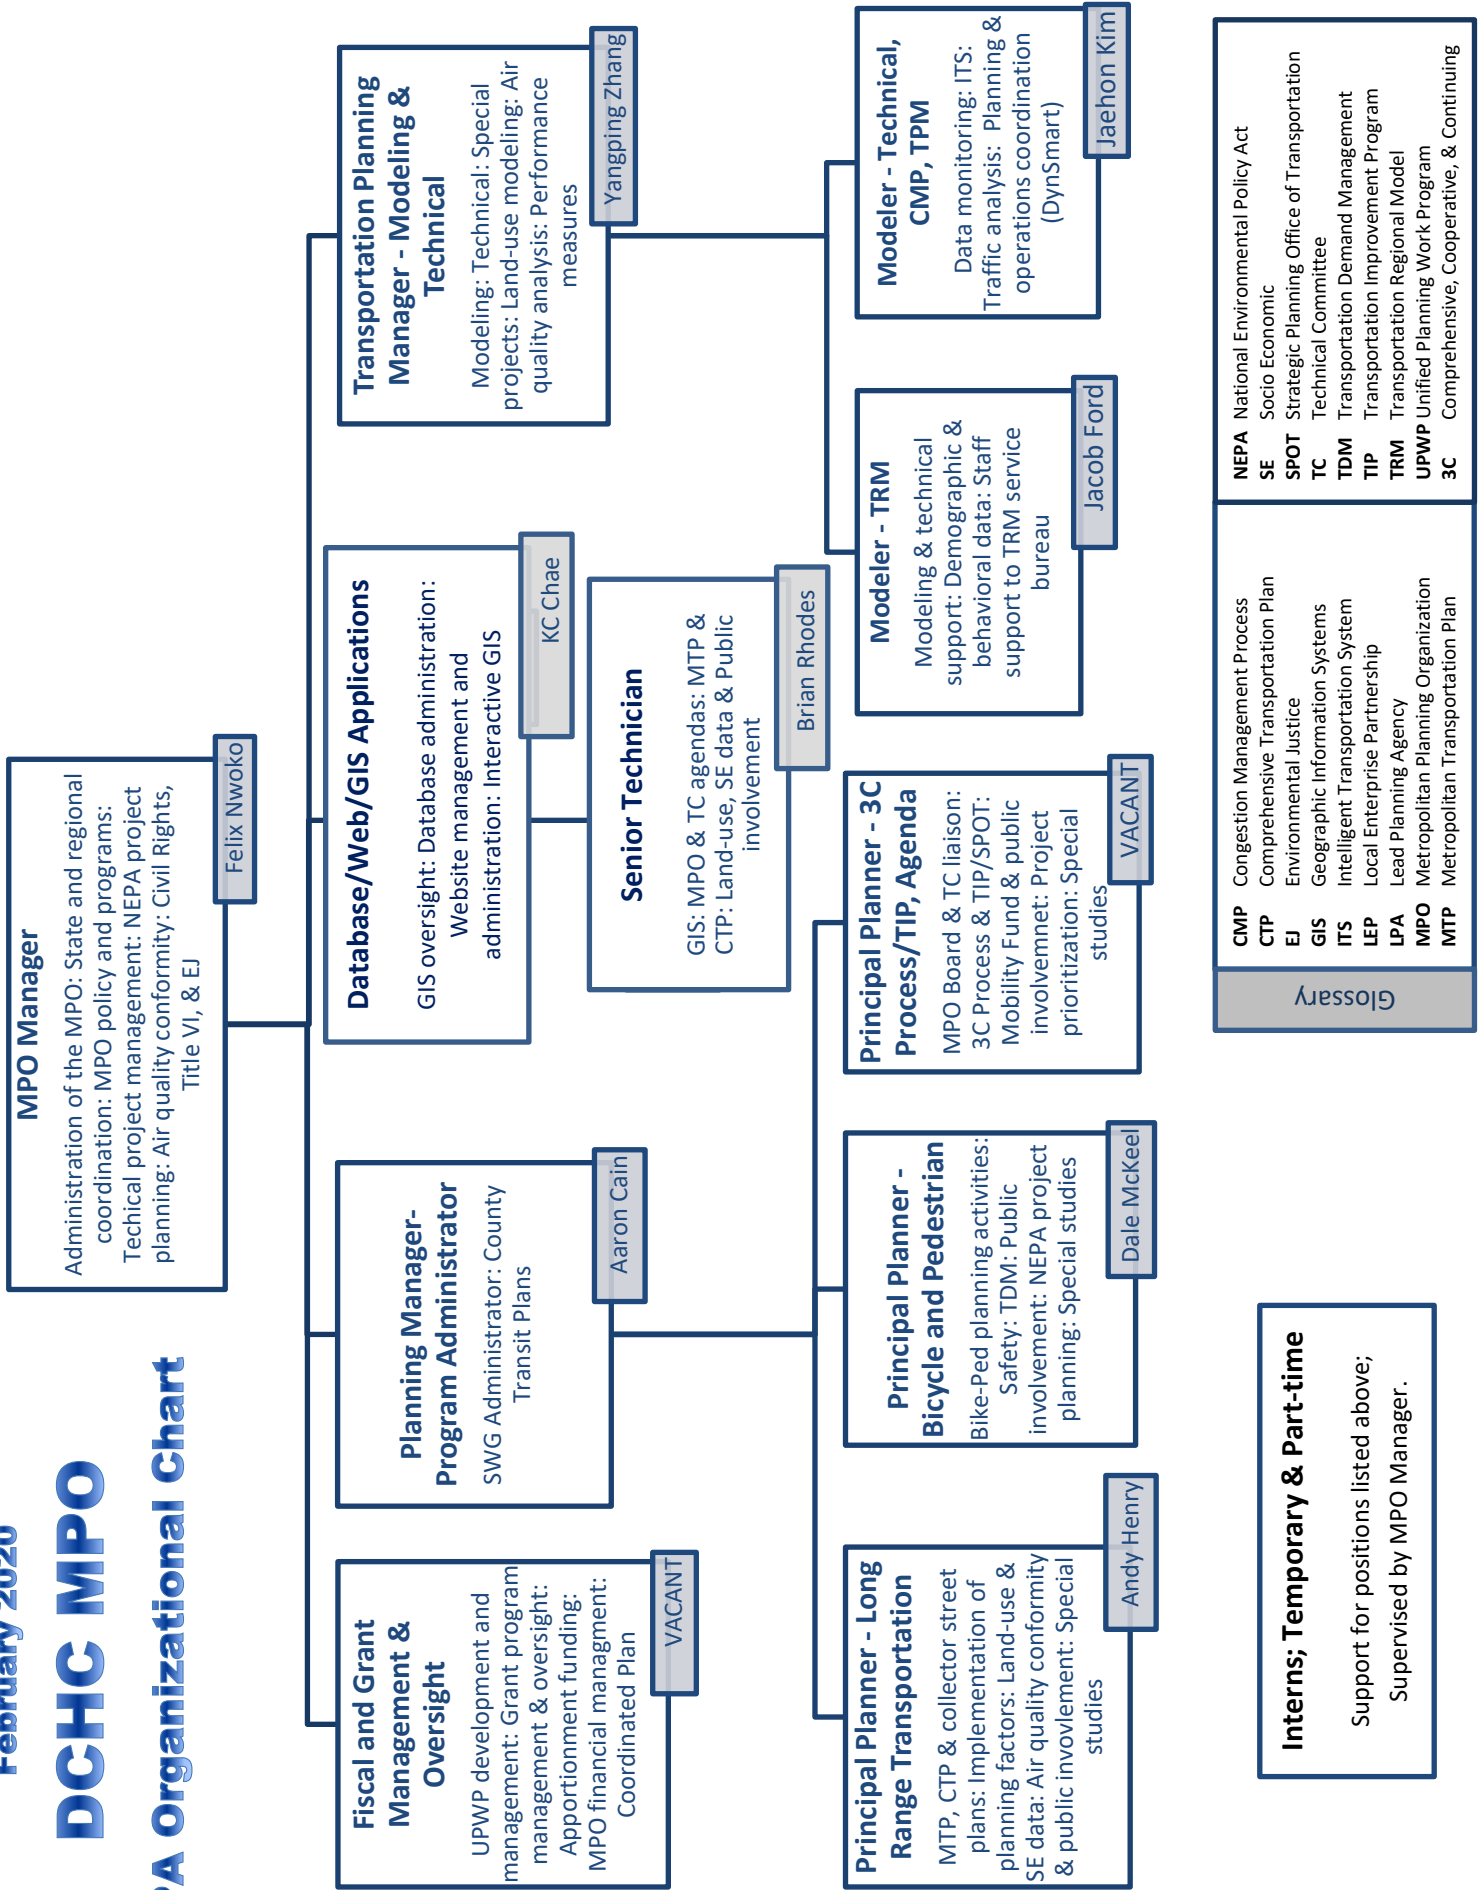 February 2020
DCHC MPO
PA organizational chart
MPO Manager
Administration of the MPO: State and regional
coordination: MPO policy and programs:
Techical project management: NEPA project
planning: Air quality conformity: Civil Rights,
Title VI, & EJ
Felix Nwoko
Fiscal and Grant
Management &
Oversight
UPWP development and
management: Grant program
management & oversight:
Apportionment funding:
MPO financial managment:
Coordinated Plan
VACANT
Planning Manager-
Program Administrator
SWG Administrator: County
Transit Plans
Aaron Cain
Database/Web/GIS Applications
GIS oversight: Database administration:
Website management and
administration: Interactive GIS
KC Chae
Senior Technician
GIS: MPO & TC agendas: MTP &
CTP: Land-use, SE data & Public
involvement
Brian Rhodes
Transportation Planning
Manager - Modeling &
Technical
Modeling: Technical: Special
projects: Land-use modeling: Air
quality analysis: Performance
measures
Yangping Zhang
Principal Planner - Long
Range Transportation
MTP, CTP & collector street
plans: Implementation of
planning factors: Land-use &
SE data: Air quality conformity
& public invovlement: Special
studies
Andy Henry
Principal Planner -
Bicycle and Pedestrian
Bike-Ped planning activities:
Safety: TDM: Public
involvement: NEPA project
planning: Special studies
Dale McKeel
Principal Planner - 3C
Process/TIP, Agenda
MPO Board & TC liaison:
3C Process & TIP/SPOT:
Mobility Fund & public
involvemnet: Project
prioritization: Special
studies
VACANT
Modeler - TRM
Modeling & technical
support: Demographic &
behavioral data: Staff
support to TRM service
bureau
Jacob Ford
Modeler - Technical,
CMP, TPM
Data monitoring: ITS:
Traffic analysis: Planning &
operations coordination
(DynSmart)
Jaehon Kim
Interns; Temporary & Part-time
Support for positions listed above;
Supervised by MPO Manager.
Glossary
CMP Congestion Management Process
CTP Comprehensive Transportation Plan
EJ Environmental Justice
GIS Geographic Information Systems
ITS Intelligent Transportation System
LEP Local Enterprise Partnership
LPA Lead Planning Agency
MPO Metropolitan Planning Organization
MTP Metropolitan Transportation Plan
NEPA National Environmental Policy Act
SE Socio Economic
SPOT Strategic Planning Office of Transportation
TC Technical Committee
TDM Transportation Demand Management
TIP Transportation Improvement Program
TRM Transportation Regional Model
UPWP Unified Planning Work Program
3C Comprehensive, Cooperative, & Continuing